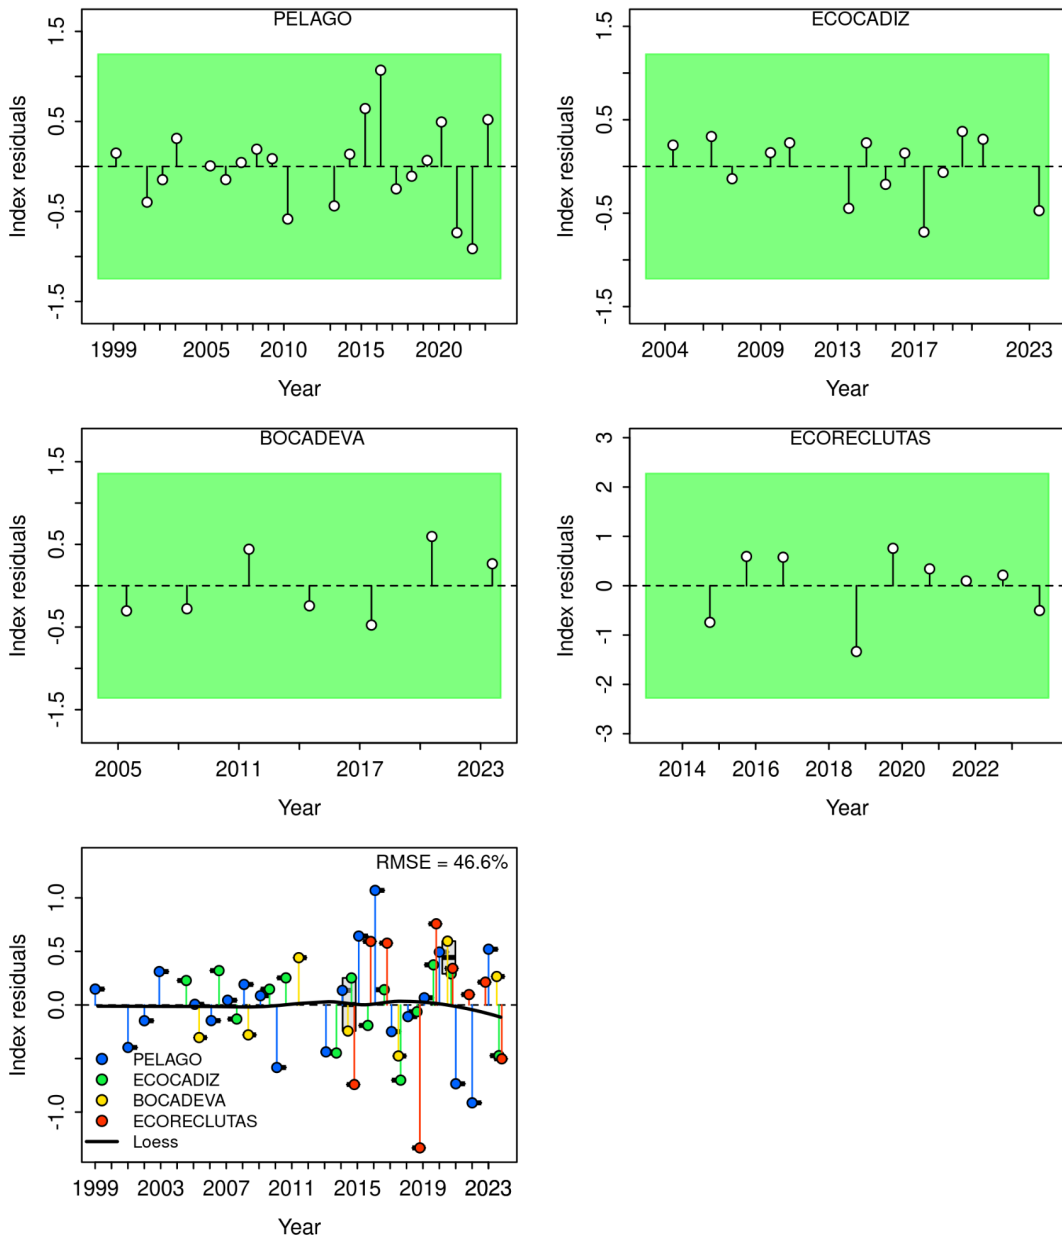 PELAGO
Index residuals
1.5
0.5
-0.5
-1.5
1999 2005 2010 2015 2020
Year
ECOCADIZ
Index residuals
1.5
0.5
-0.5
-1.5
2004 2009 2013 2017 2023
Year
BOCADEVA
Index residuals
1.5
0.5
-0.5
-1.5
2005 2011 2017 2023
Year
ECORECLUTAS
Index residuals
3
2
1
0
-1
-2
-3
2014 2016 2018 2020 2022
Year
RMSE = 46.6%
Index residuals
1.0
0.5
0.0
-1.0
PELAGO
ECOCADIZ
BOCADEVA
ECORECLUTAS
Loess
1999 2003 2007 2011 2015 2019 2023
Year